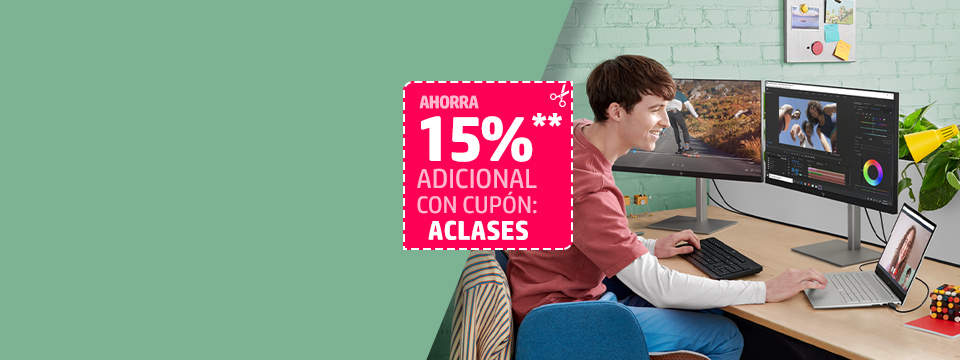 AHORRA
15%**
ADICIONAL
CON CUPÓN:
ACLASES